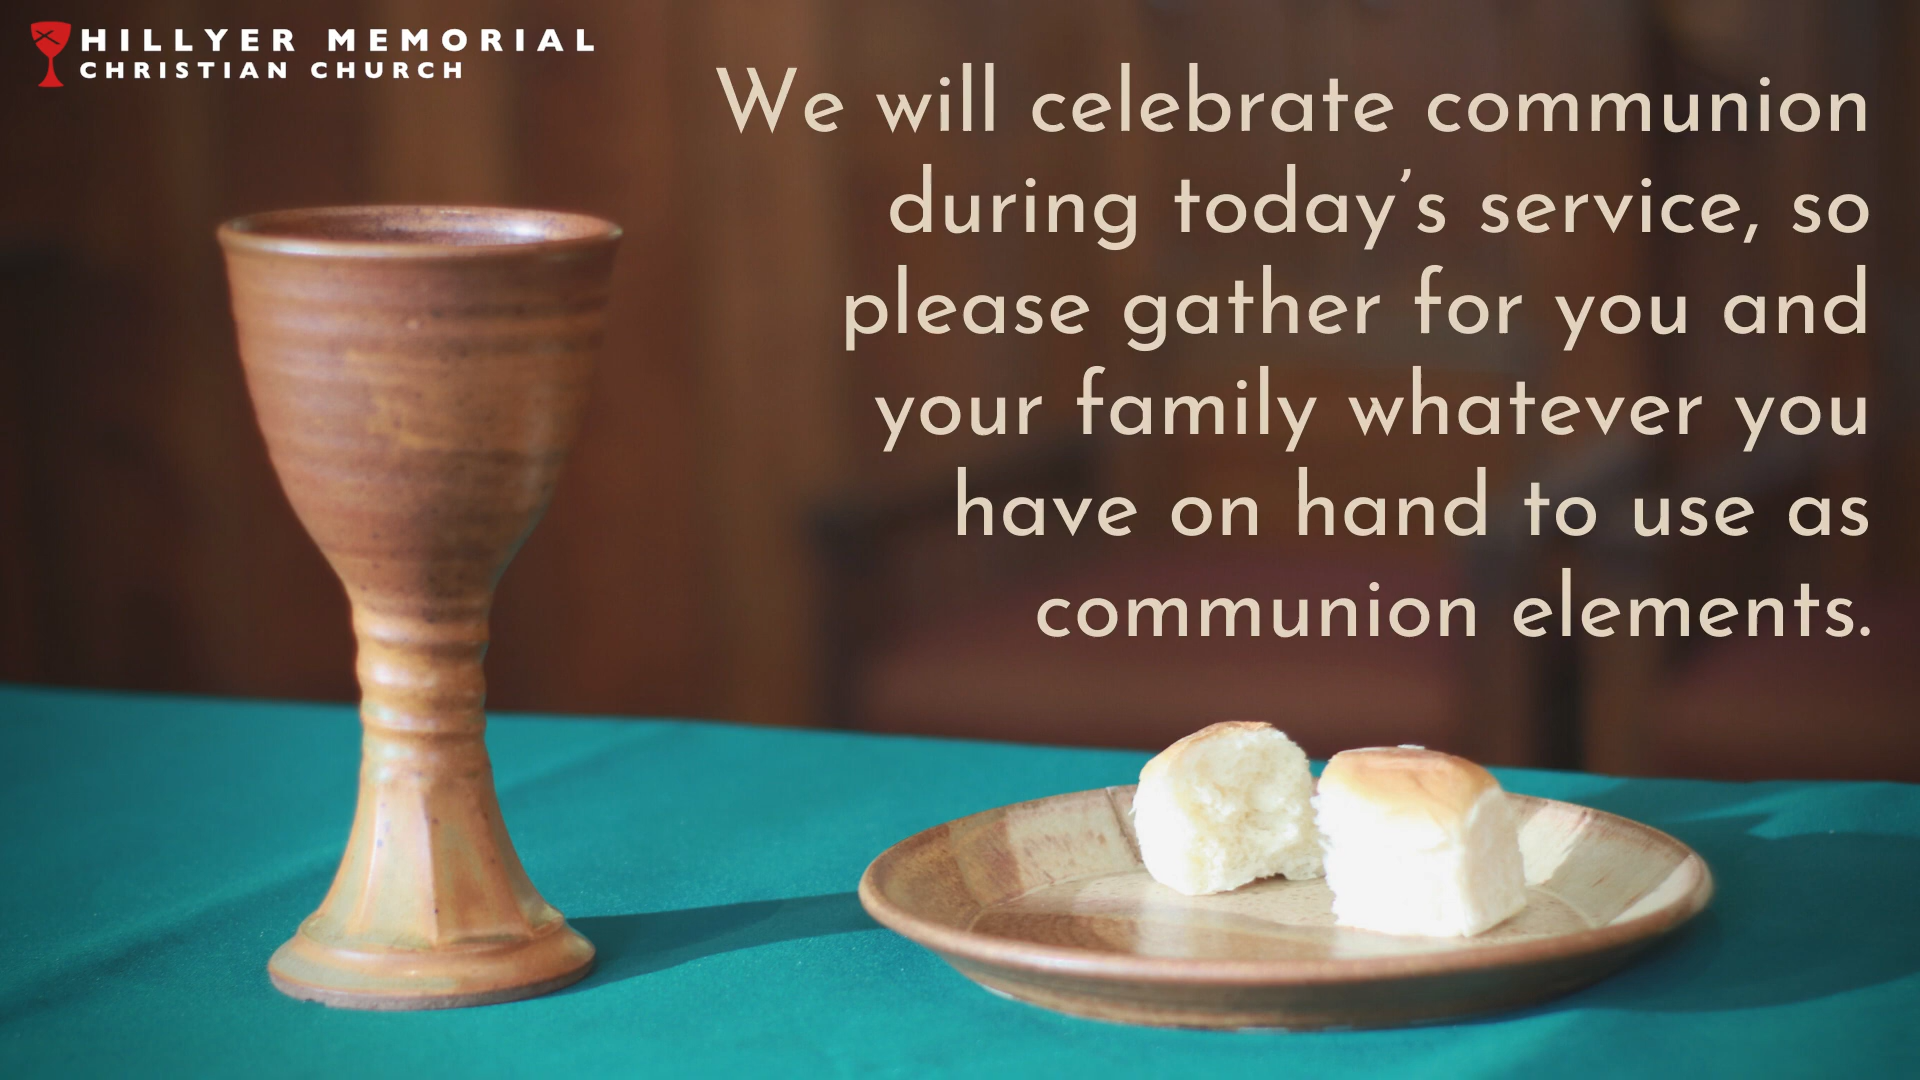 HILLYER MEMORIAL
CHRISTIAN CHURCH
We will celebrate communion
during today’s service, so
please gather for you and
your family whatever you
have on hand to use as
communion elements.